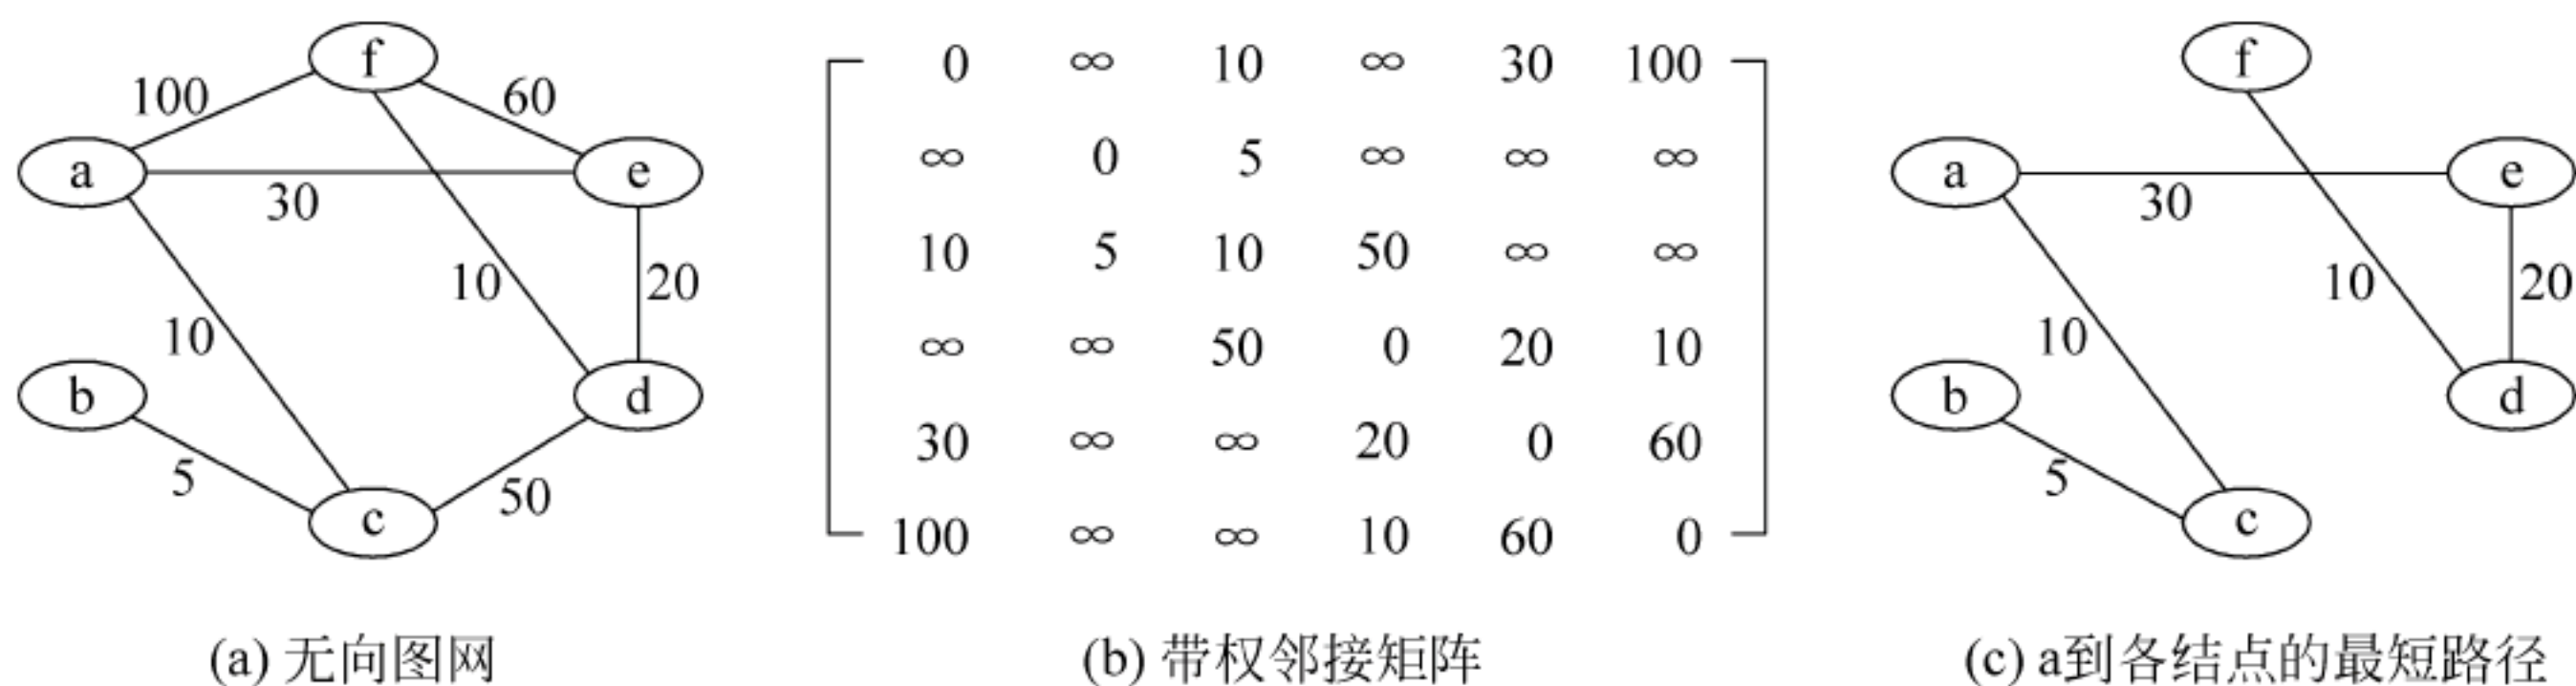 f
100
60
a
e
30
10
20
10
b
d
5
50
c
(a) 无向图网
0 ∞ 10 ∞ 30 100
∞ 0 5 ∞ ∞ ∞
10 5 10 50 ∞ ∞
∞ ∞ 50 0 20 10
30 ∞ ∞ 20 0 60
100 ∞ ∞ 10 60 0
(b) 带权邻接矩阵
f
a
e
30
10
20
10
b
d
5
c
(c) a到各结点的最短路径